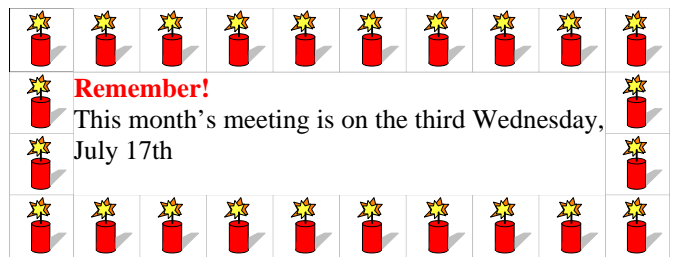 Remember!
This month’s meeting is on the third Wednesday,
July 17th